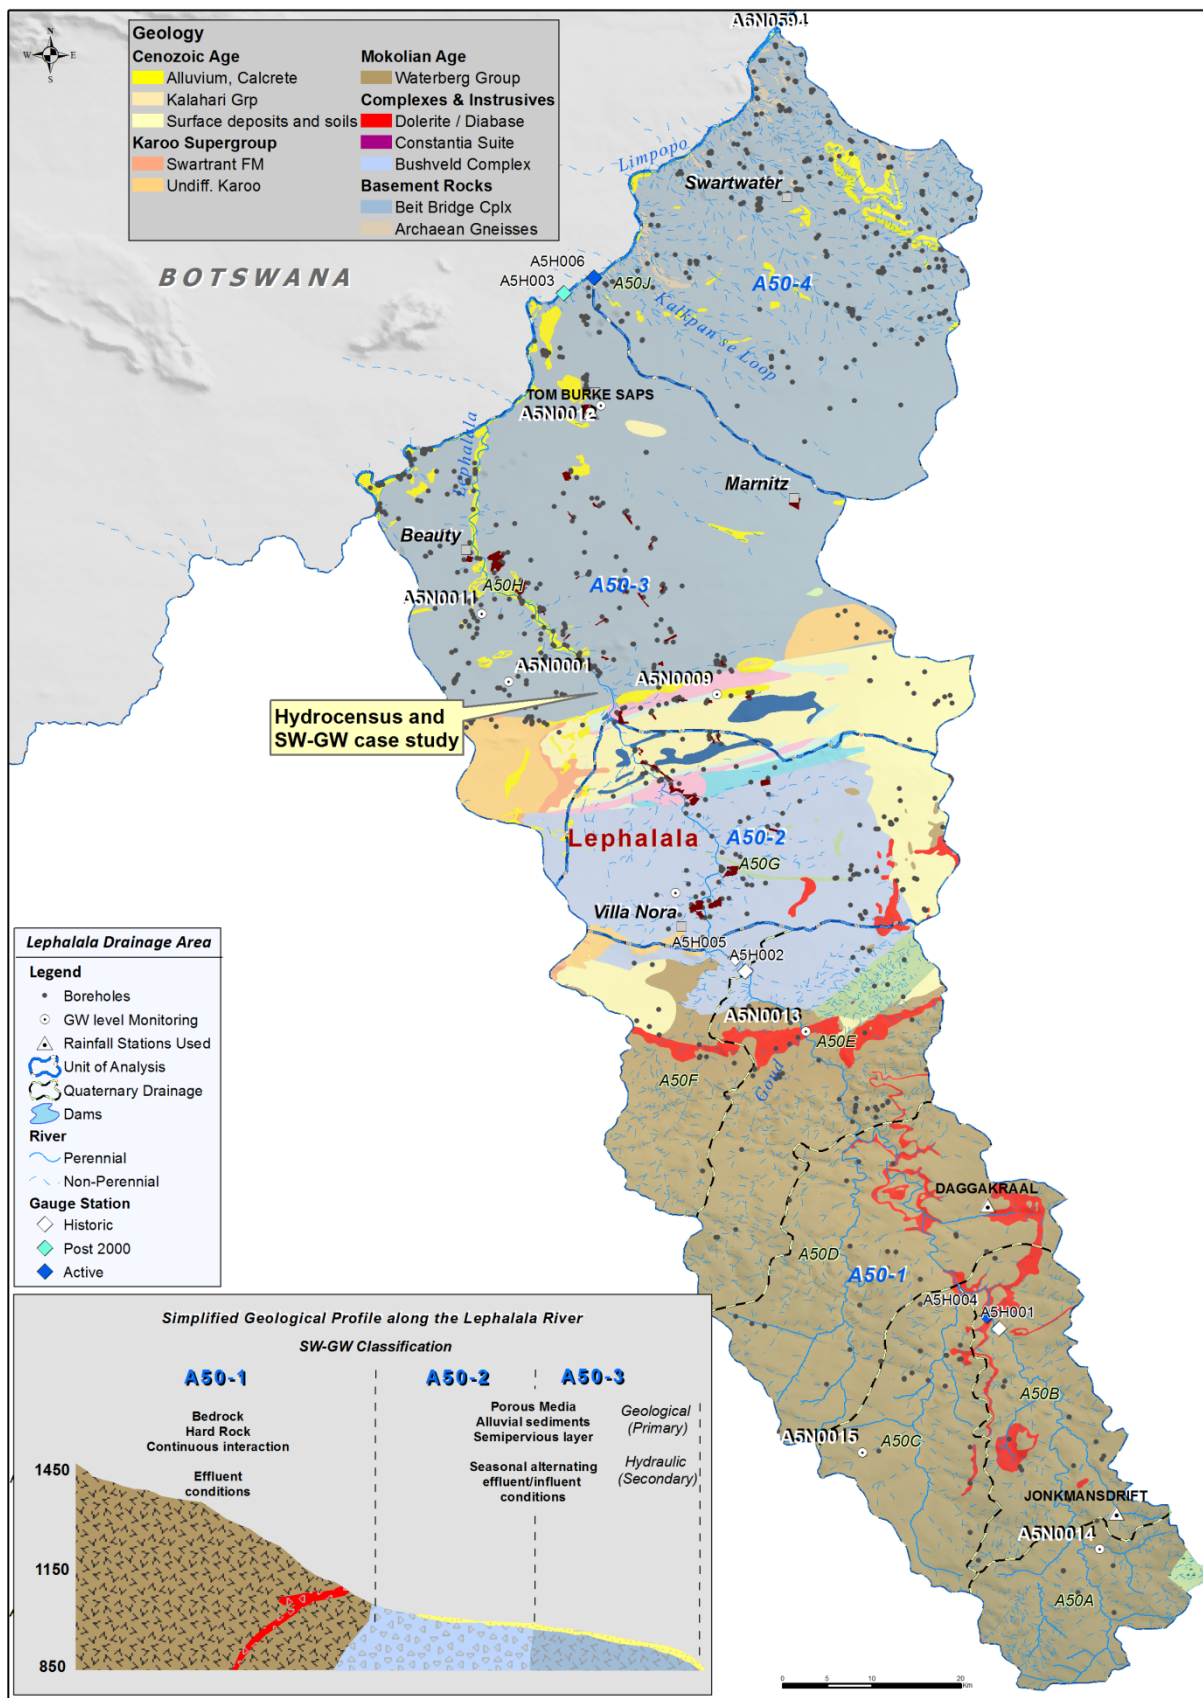 A6N0594
N
W E
S
Geology
Cenozoic Age
Alluvium, Calcrete
Kalahari Grp
Surface deposits and soils
Karoo Supergroup
Swartrant FM
Undiff. Karoo
Mokolian Age
Waterberg Group
Complexes & Instrusives
Dolerite / Diabase
Constantia Suite
Bushveld Complex
Basement Rocks
Beit Bridge Cplx
Archaean Gneisses
Limpopo
Swartwater
BOTSWANA
A5H006
A5H003
A50J
A50-4
Kalkpan se Loop
TOM BURKE SAPS
A5N0012
Lephalala
Marnitz
Beauty
A50H
A50-3
A5N0011
A5N0001
A5N0009
Hydrocensus and
SW-GW case study
Lephalala
A50-2
A50G
Villa Nora
A5H005
A5H002
A5N0013
A50E
A50F
Goud
DAGGAKRAAL
A50D
A50-1
A5H004
A5H001
A50B
A5N0015
A50C
JONKMANSDRIFT
A5N0014
A50A
Lephalala Drainage Area
Legend
Boreholes
GW level Monitoring
Rainfall Stations Used
Unit of Analysis
Quaternary Drainage
Dams
River
Perennial
Non-Perennial
Gauge Station
Historic
Post 2000
Active
Simplified Geological Profile along the Lephalala River
SW-GW Classification
A50-1
A50-2
A50-3
Bedrock
Hard Rock
Continuous interaction
Effluent
conditions
Porous Media
Alluvial sediments
Semipervious layer
Seasonal alternating
effluent/influent
conditions
Geological
(Primary)
Hydraulic
(Secondary)
1450
1150
850
0 5 10 20
Km